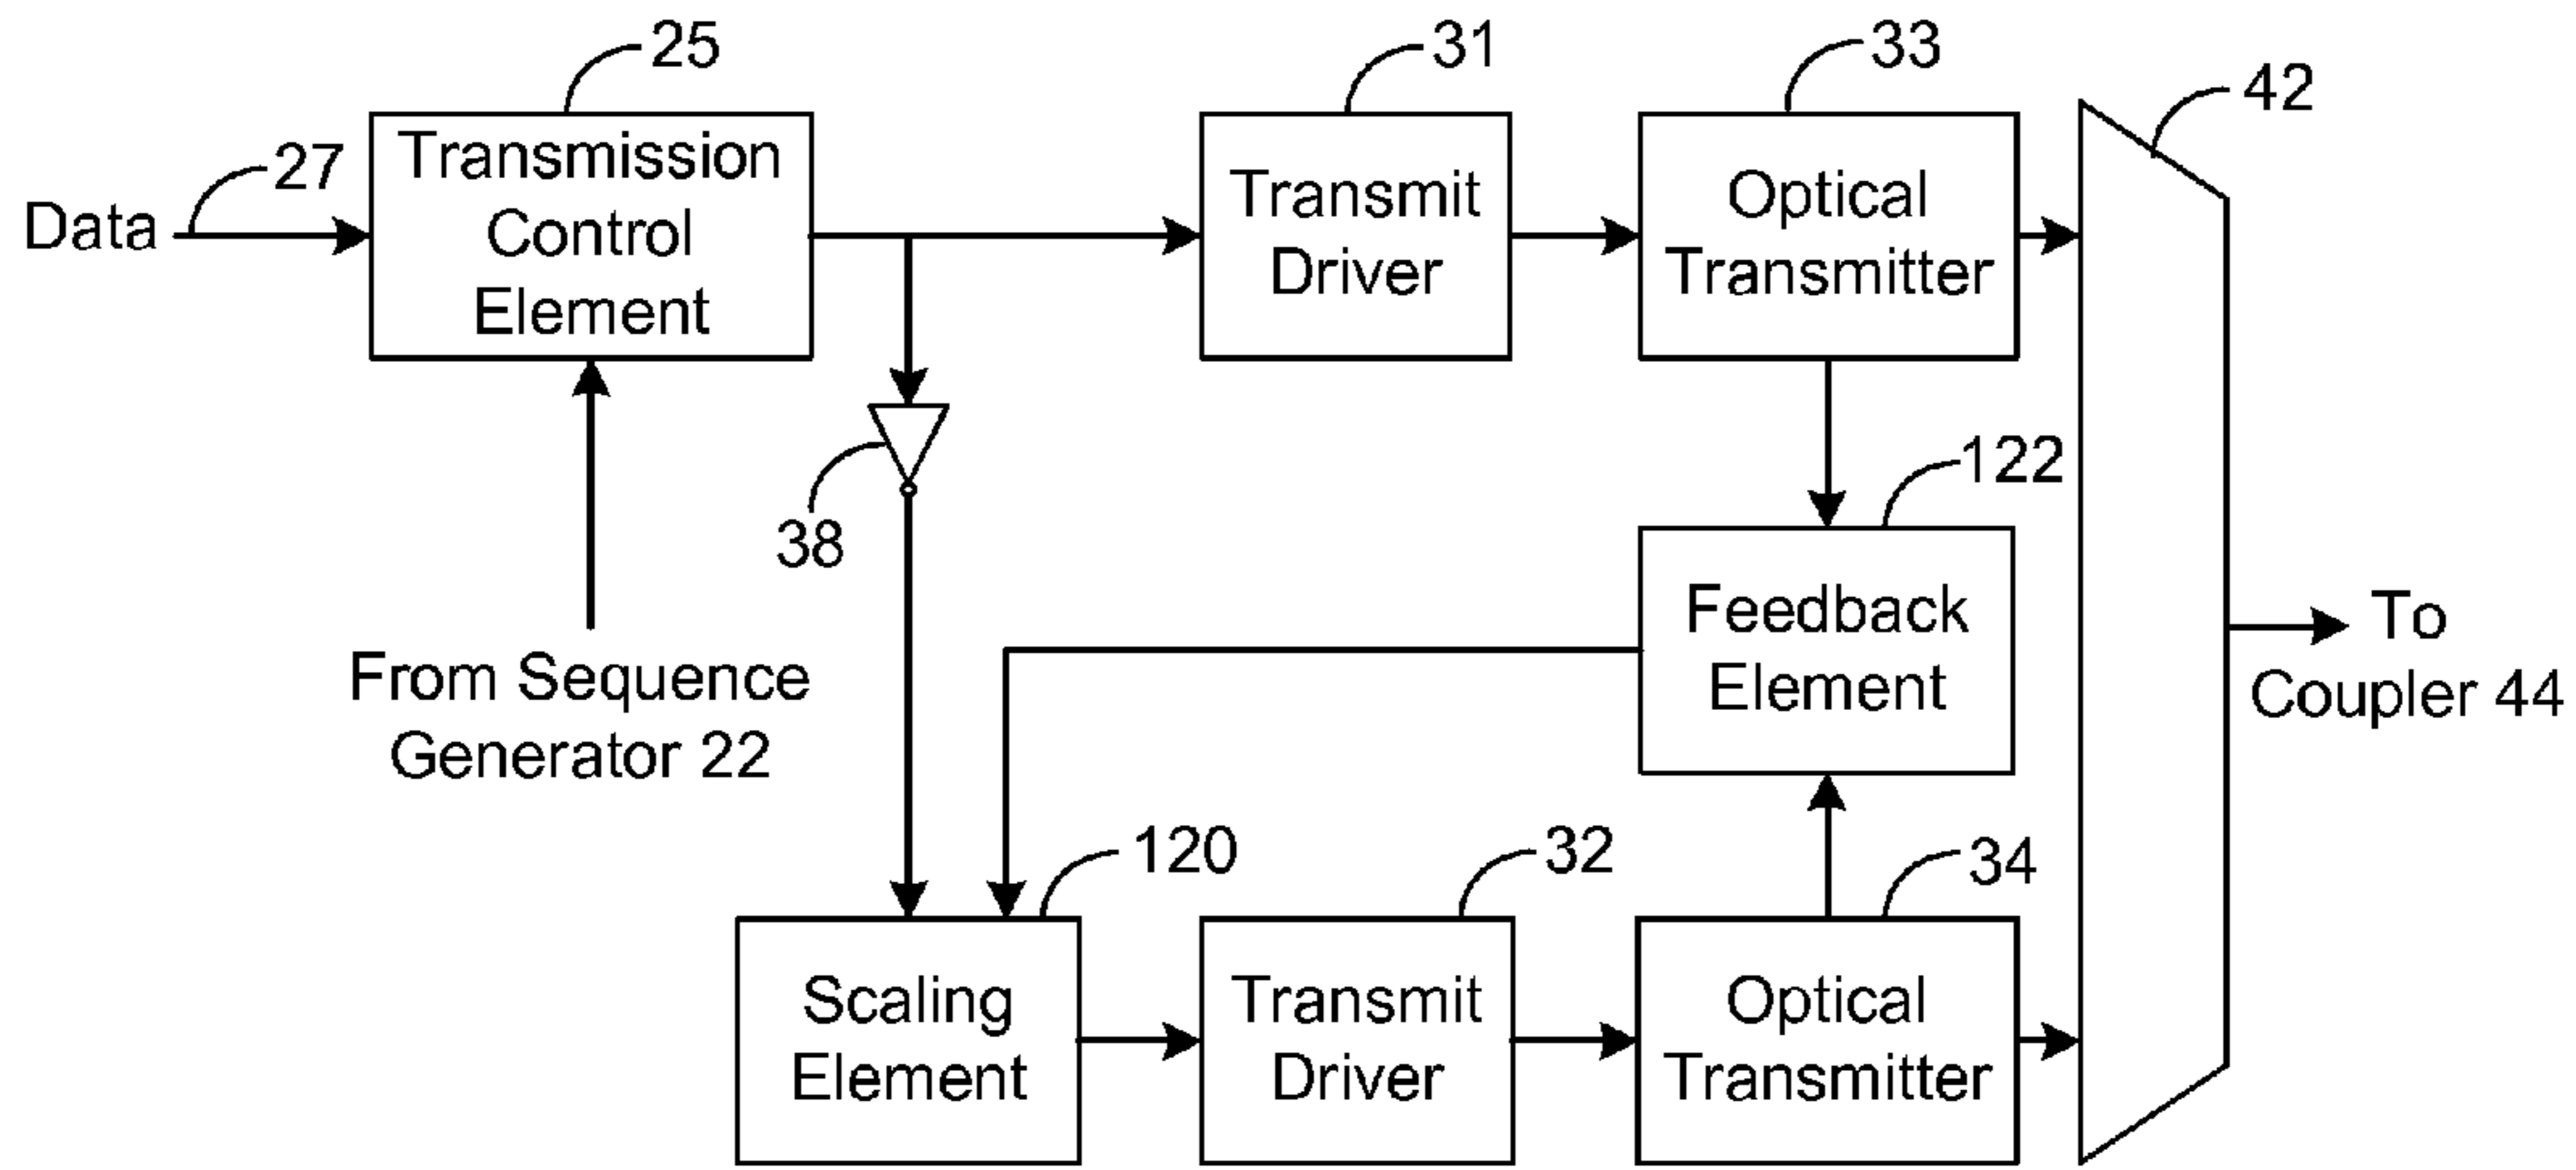 25
31
33
42
27
Data
Transmission
Control
Element
Transmit
Driver
Optical
Transmitter
38
122
Feedback
Element
To
Coupler 44
From Sequence
Generator 22
120
32
34
Scaling
Element
Transmit
Driver
Optical
Transmitter